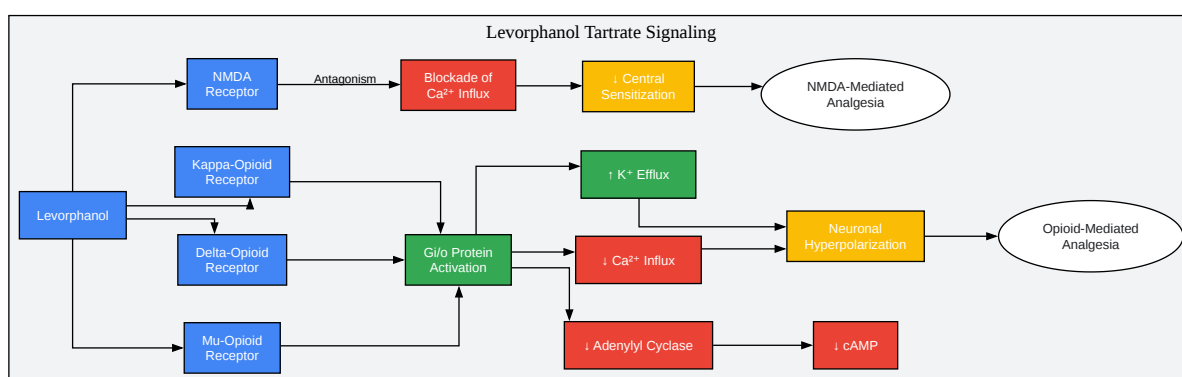 Levorphanol Tartrate Signaling
NMDA
Receptor
Antagonism
Blockade of
Ca²⁺ Influx
↓ Central
Sensitization
NMDA-Mediated
Analgesia
Kappa-Opioid
Receptor
↑ K⁺ Efflux
Levorphanol
Delta-Opioid
Receptor
Gi/o Protein
Activation
↓ Ca²⁺ Influx
Neuronal
Hyperpolarization
Opioid-Mediated
Analgesia
Mu-Opioid
Receptor
↓ Adenylyl Cyclase
↓ cAMP